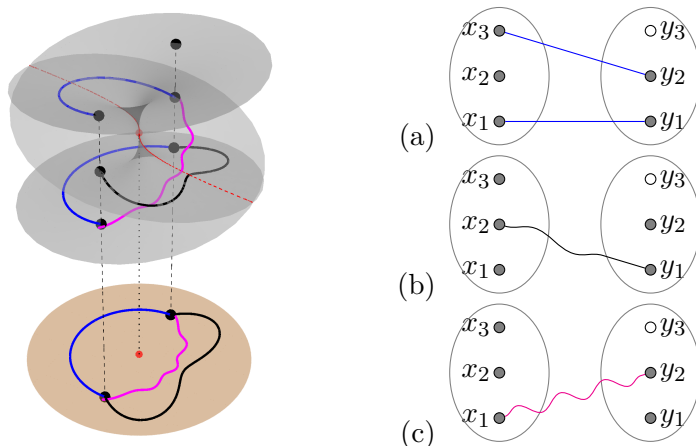 x₃ y₃
x₂ y₂
x₁ y₁
(a)
x₃ y₃
x₂ y₂
x₁ y₁
(b)
x₃ y₃
x₂ y₂
x₁ y₁
(c)